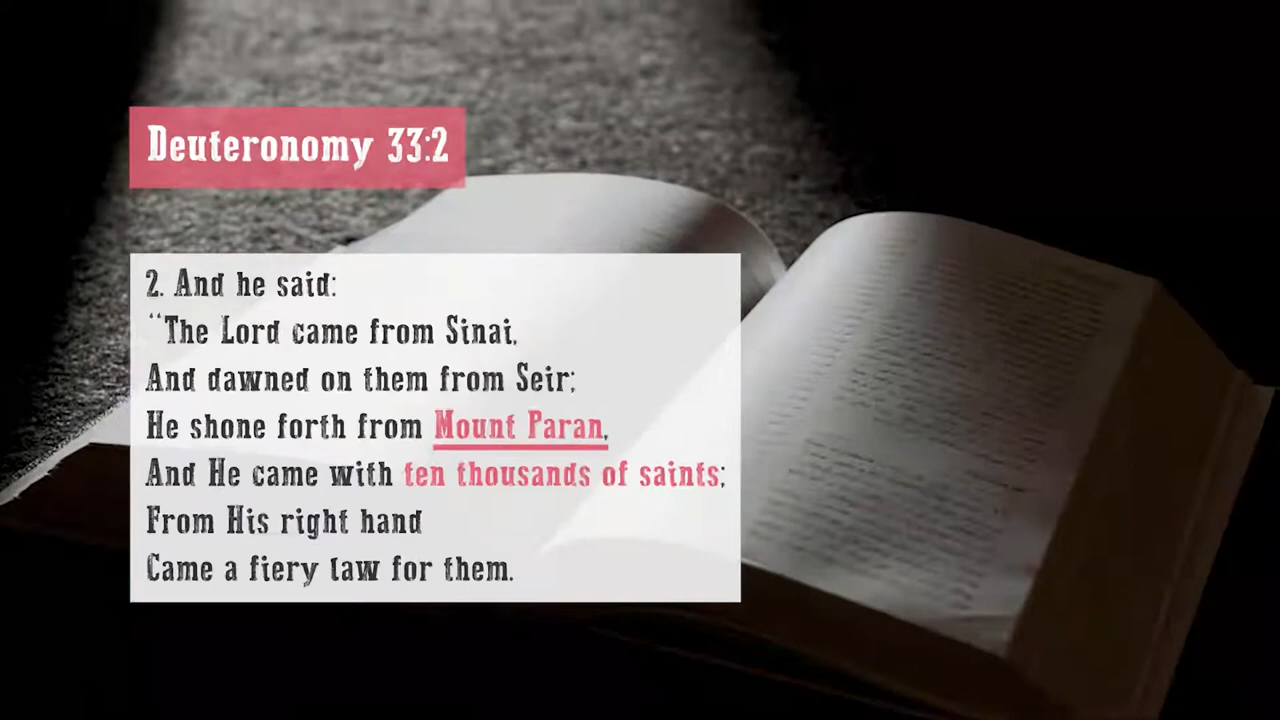 Deuteronomy 33:2
2. And he said:
“The Lord came from Sinai,
And dawned on them from Seir;
He shone forth from Mount Paran,
And He came with ten thousands of saints;
From His right hand
Came a fiery law for them.